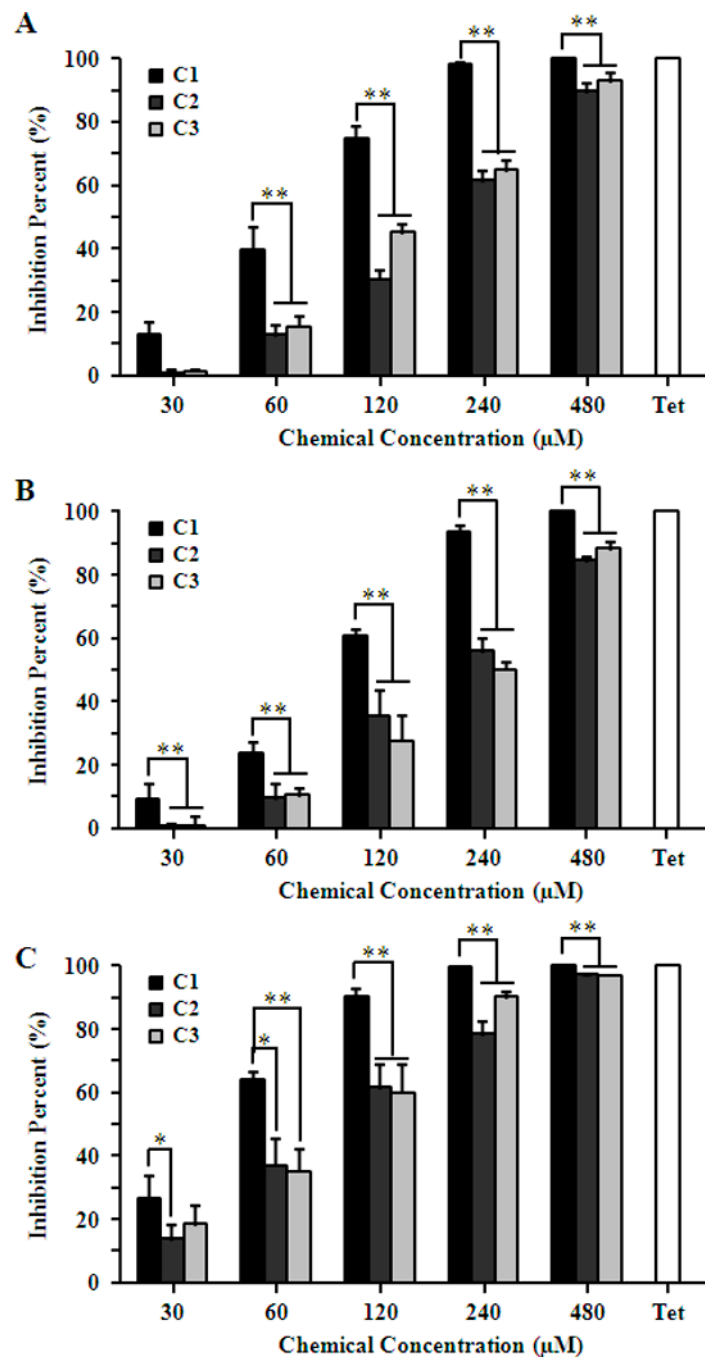 A
**
**
**
**
100
80
60
40
20
0
Inhibition Percent (%)
C1
C2
C3
30 60 120 240 480 Tet
Chemical Concentration (μM)
B
**
**
**
**
**
100
80
60
40
20
0
Inhibition Percent (%)
C1
C2
C3
30 60 120 240 480 Tet
Chemical Concentration (μM)
C
**
**
**
**
*
*
100
80
60
40
20
0
Inhibition Percent (%)
C1
C2
C3
30 60 120 240 480 Tet
Chemical Concentration (μM)